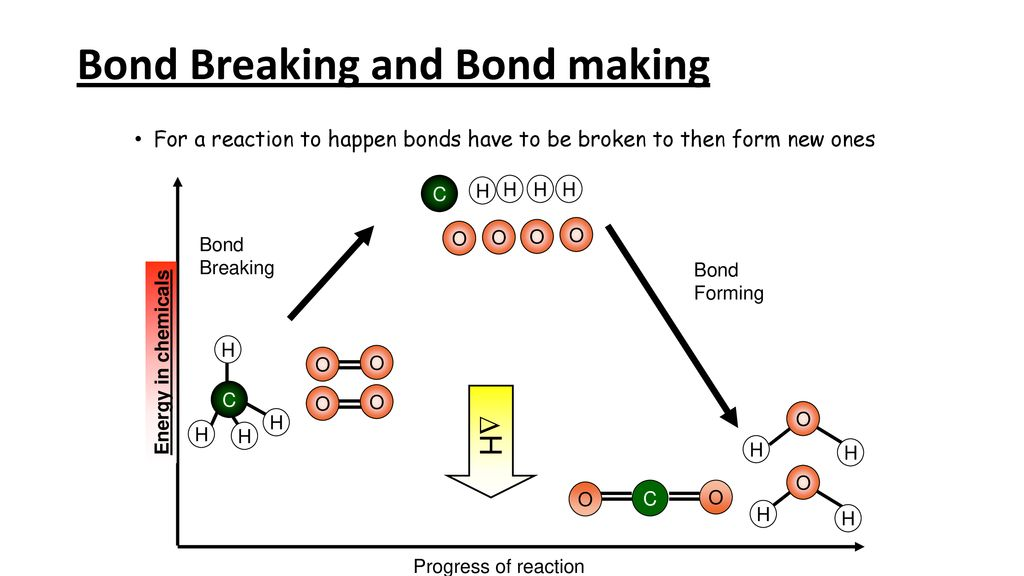 Bond Breaking and Bond making
• For a reaction to happen bonds have to be broken to then form new ones
C H H H H
O O O O
Bond
Breaking
Bond
Forming
Energy in chemicals
H
O O
C
O O
H H H
ΔH
O
H H
O C O
O
H H
Progress of reaction